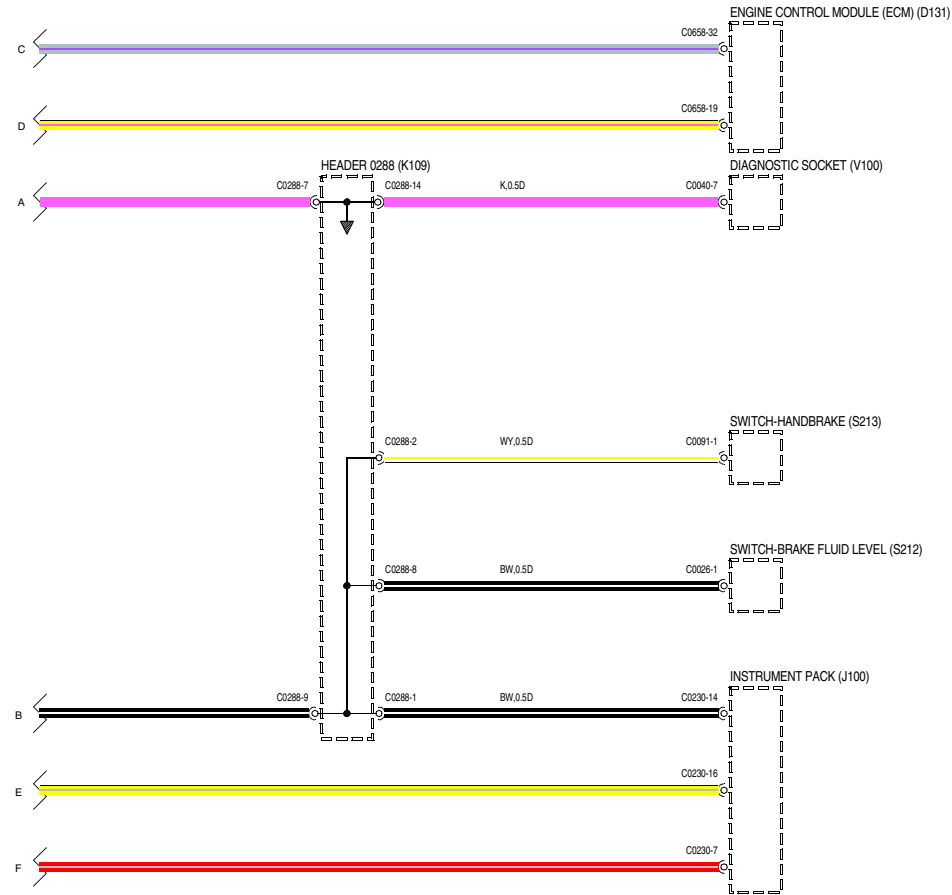 ENGINE CONTROL MODULE (ECM) (D131)
C0658-32
C
C0658-19
D
HEADER 0288 (K109)
DIAGNOSTIC SOCKET (V100)
C0288-7 C0288-14 K,0.5D C0040-7
A
SWITCH-HANDBRAKE (S213)
C0288-2 WY,0.5D C0091-1
SWITCH-BRAKE FLUID LEVEL (S212)
C0288-8 BW,0.5D C0026-1
INSTRUMENT PACK (J100)
C0288-9 C0288-1 BW,0.5D C0230-14
B
C0230-16
E
C0230-7
F